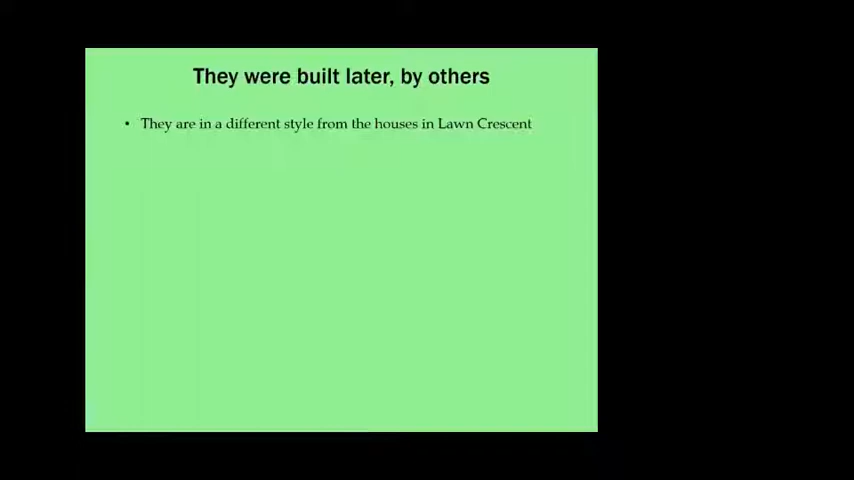 They were built later, by others
• They are in a different style from the houses in Lawn Crescent